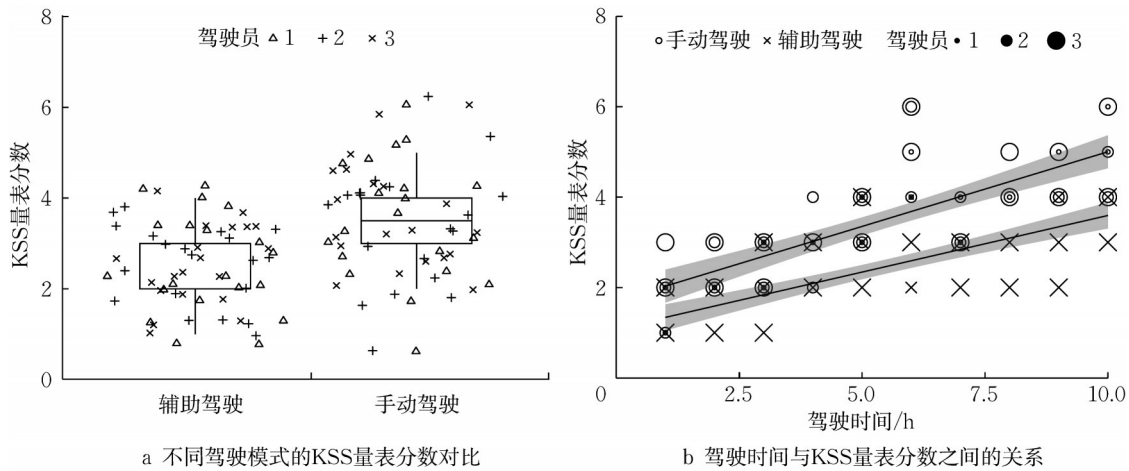 8
6
4
2
0
KSS量表分数
驾驶员 △ 1 + 2 × 3
辅助驾驶 手动驾驶
a 不同驾驶模式的KSS量表分数对比
8
6
4
2
0
KSS量表分数
○手动驾驶 ×辅助驾驶 驾驶员 • 1 ● 2 ● 3
2.5 5.0 7.5 10.0
驾驶时间/h
b 驾驶时间与KSS量表分数之间的关系